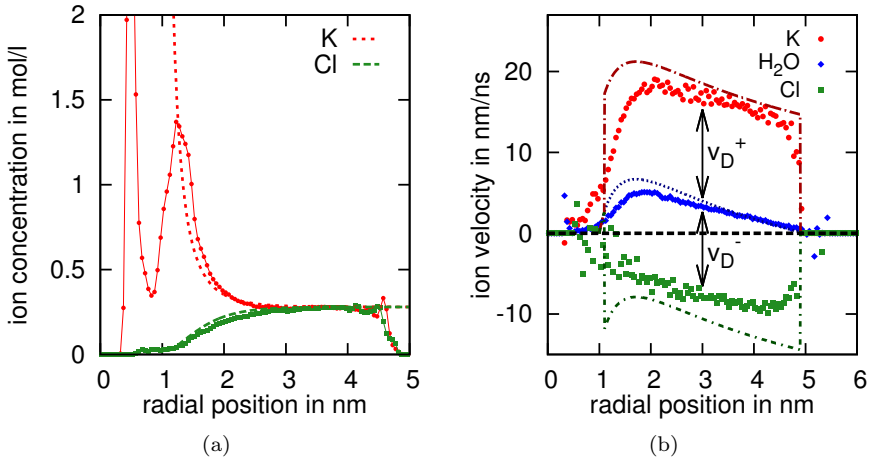 ion concentration in mol/l
2
1.5
1
0.5
0
0 1 2 3 4 5
radial position in nm
K
Cl
(a)
ion velocity in nm/ns
20
10
0
-10
0 1 2 3 4 5 6
radial position in nm
K
H₂O
Cl
v_D⁺
v_D⁻
(b)